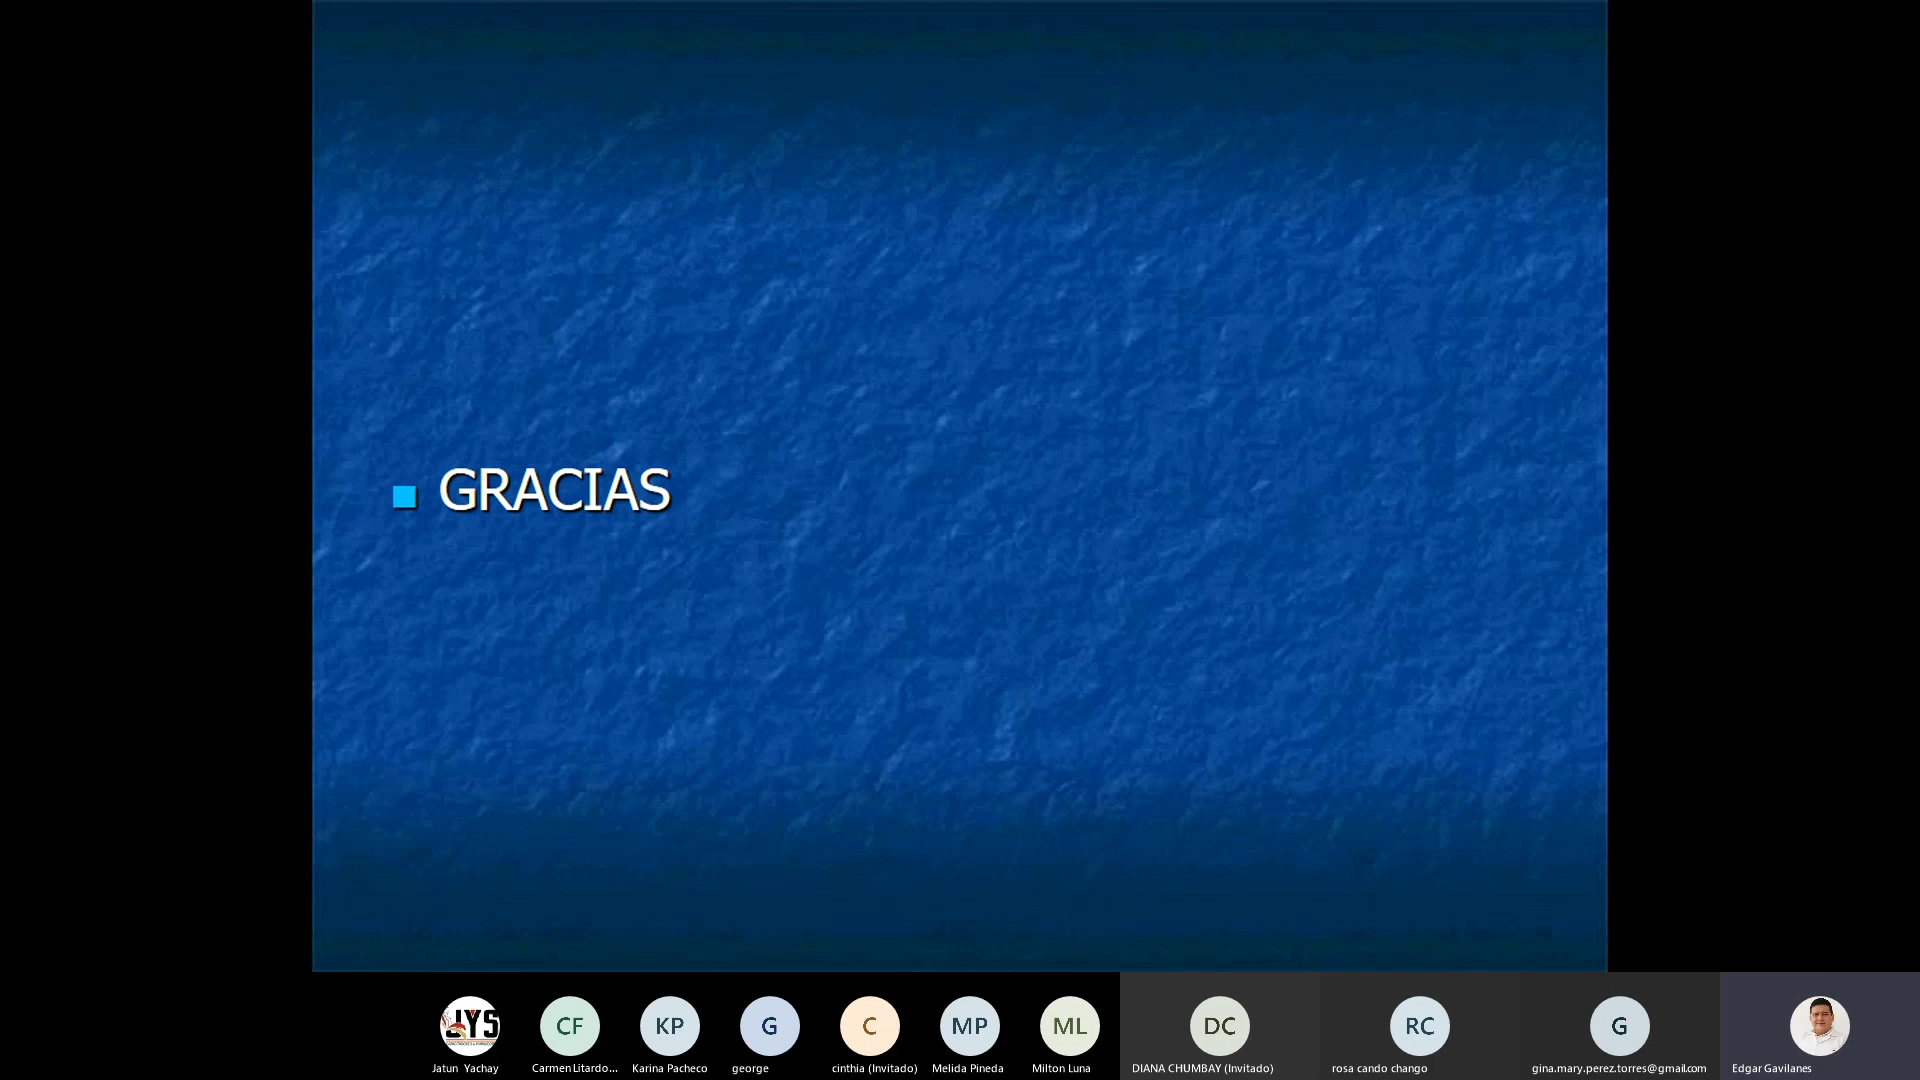 GRACIAS
JYS
CF
KP
G
C
MP
ML
DC
RC
G
Jatun Yachay
Carmen Litardo...
Karina Pacheco
george
cinthia (Invitado)
Melida Pineda
Milton Luna
DIANA CHUMBAY (Invitado)
rosa cando chango
gina.mary.perez.torres@gmail.com
Edgar Gavilanes